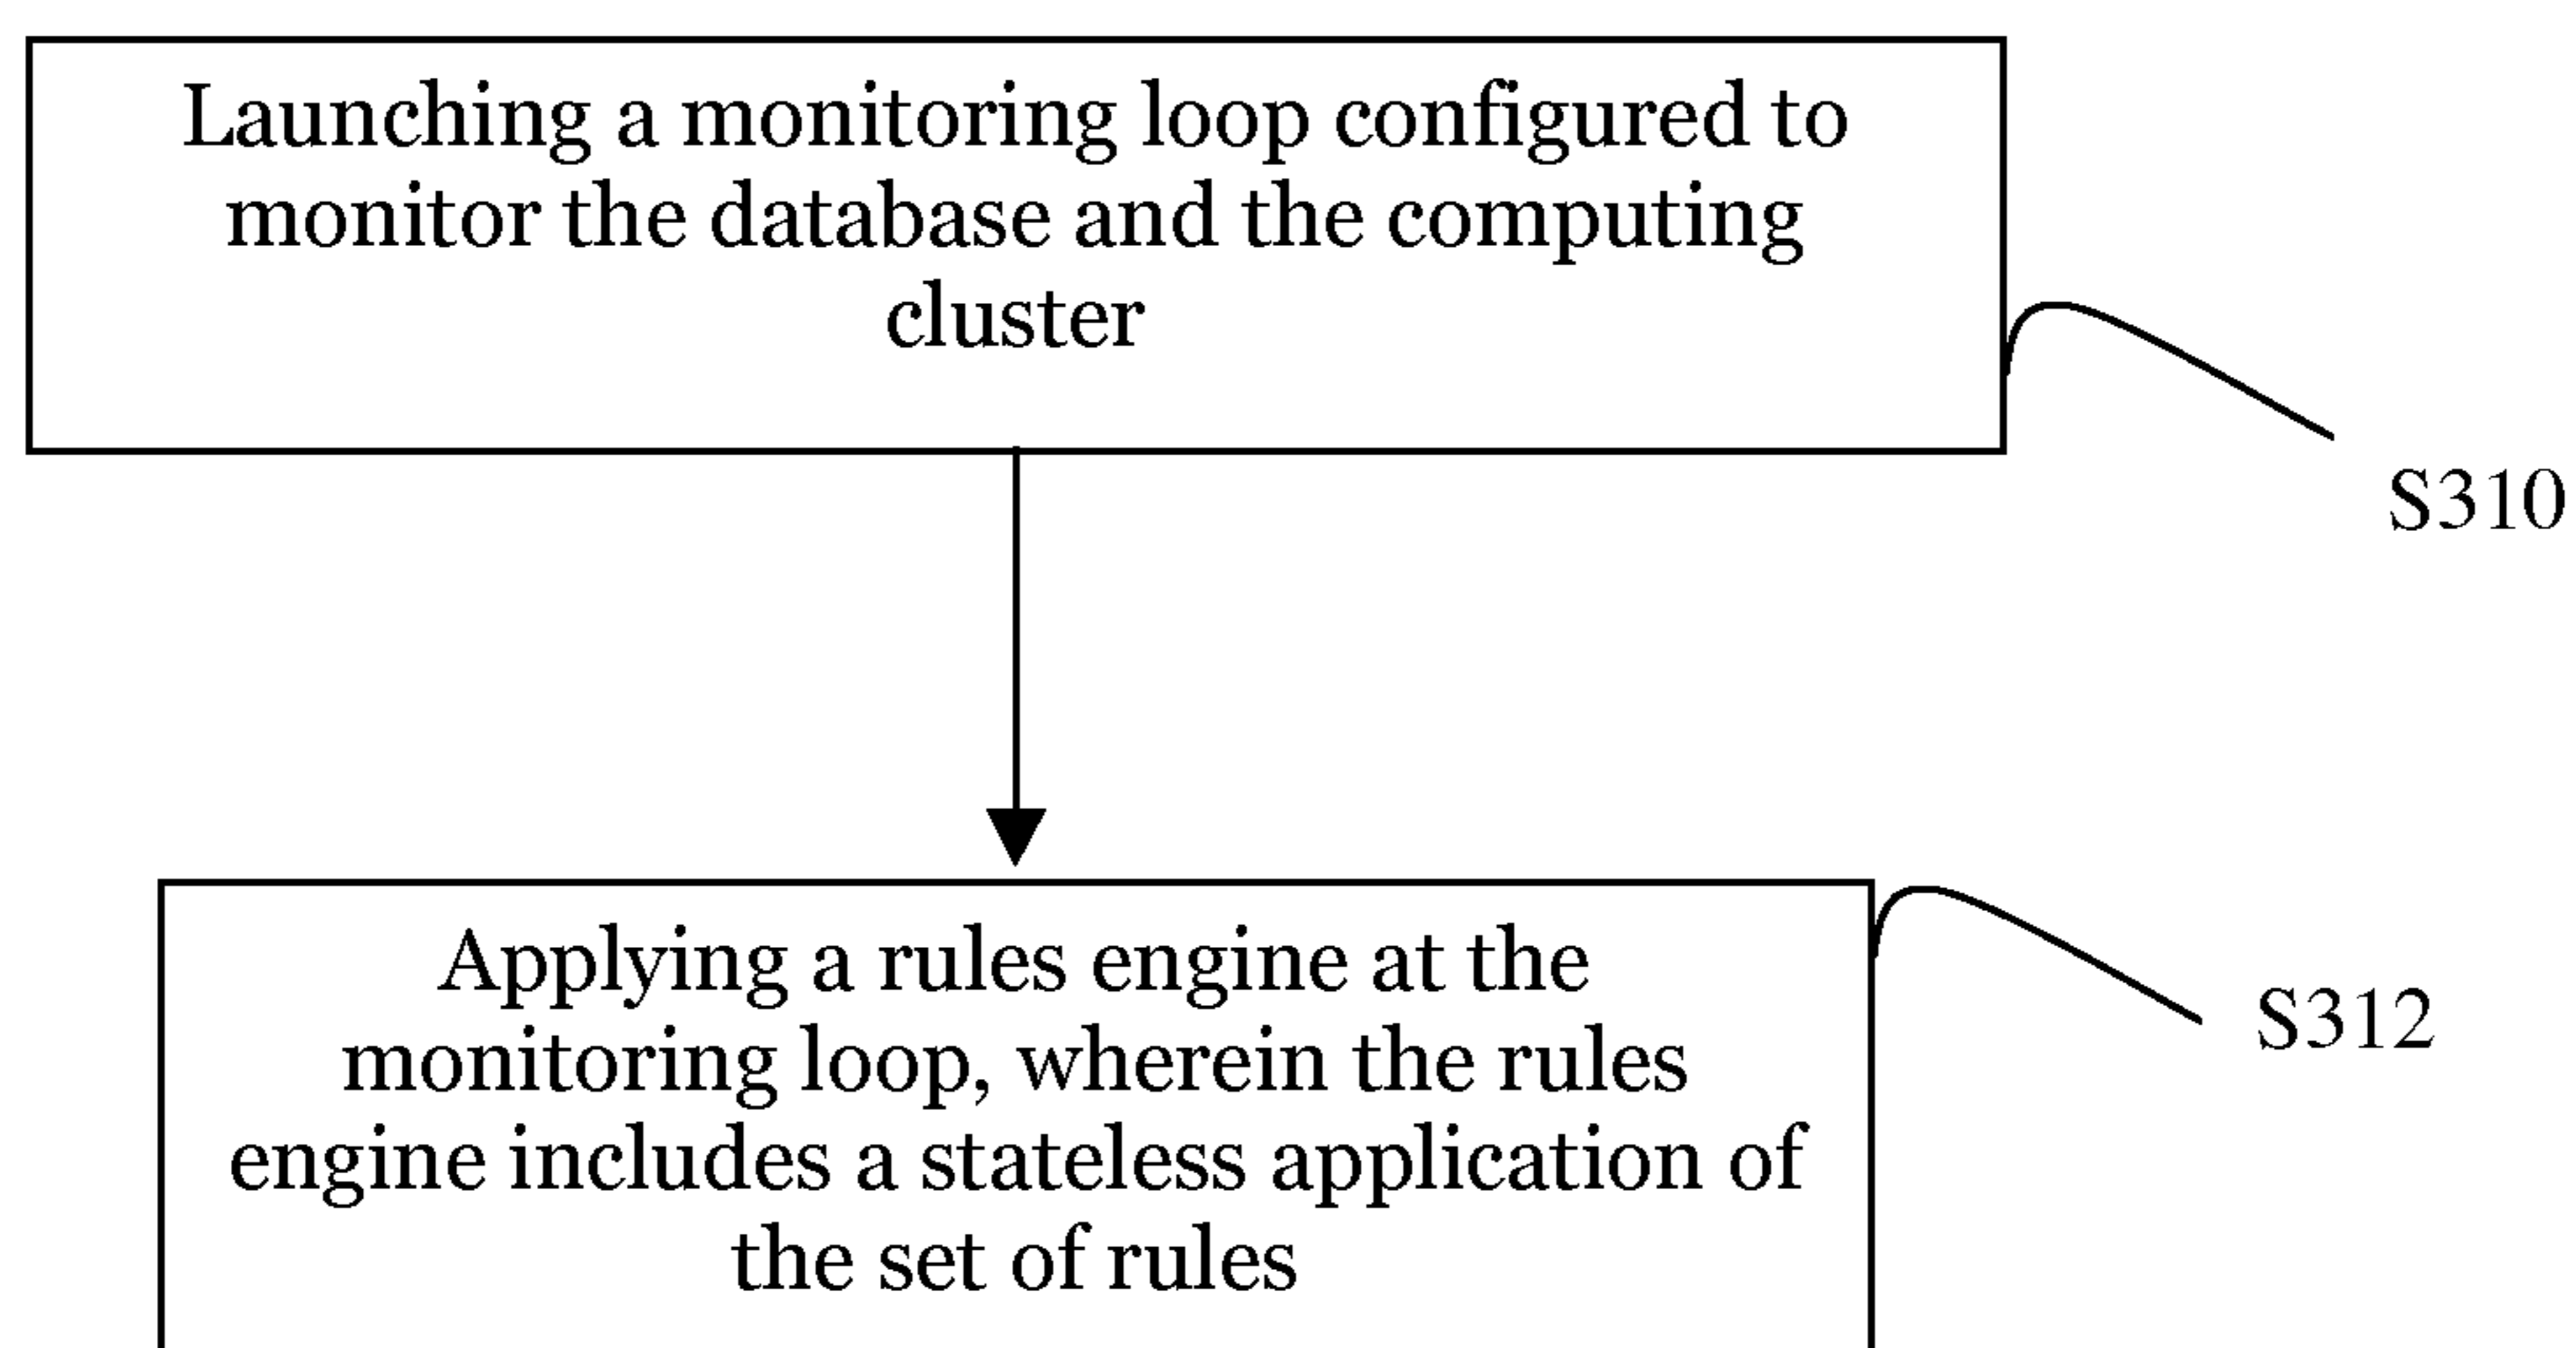 Launching a monitoring loop configured to
monitor the database and the computing
cluster
S310
Applying a rules engine at the
monitoring loop, wherein the rules
engine includes a stateless application of
the set of rules
S312